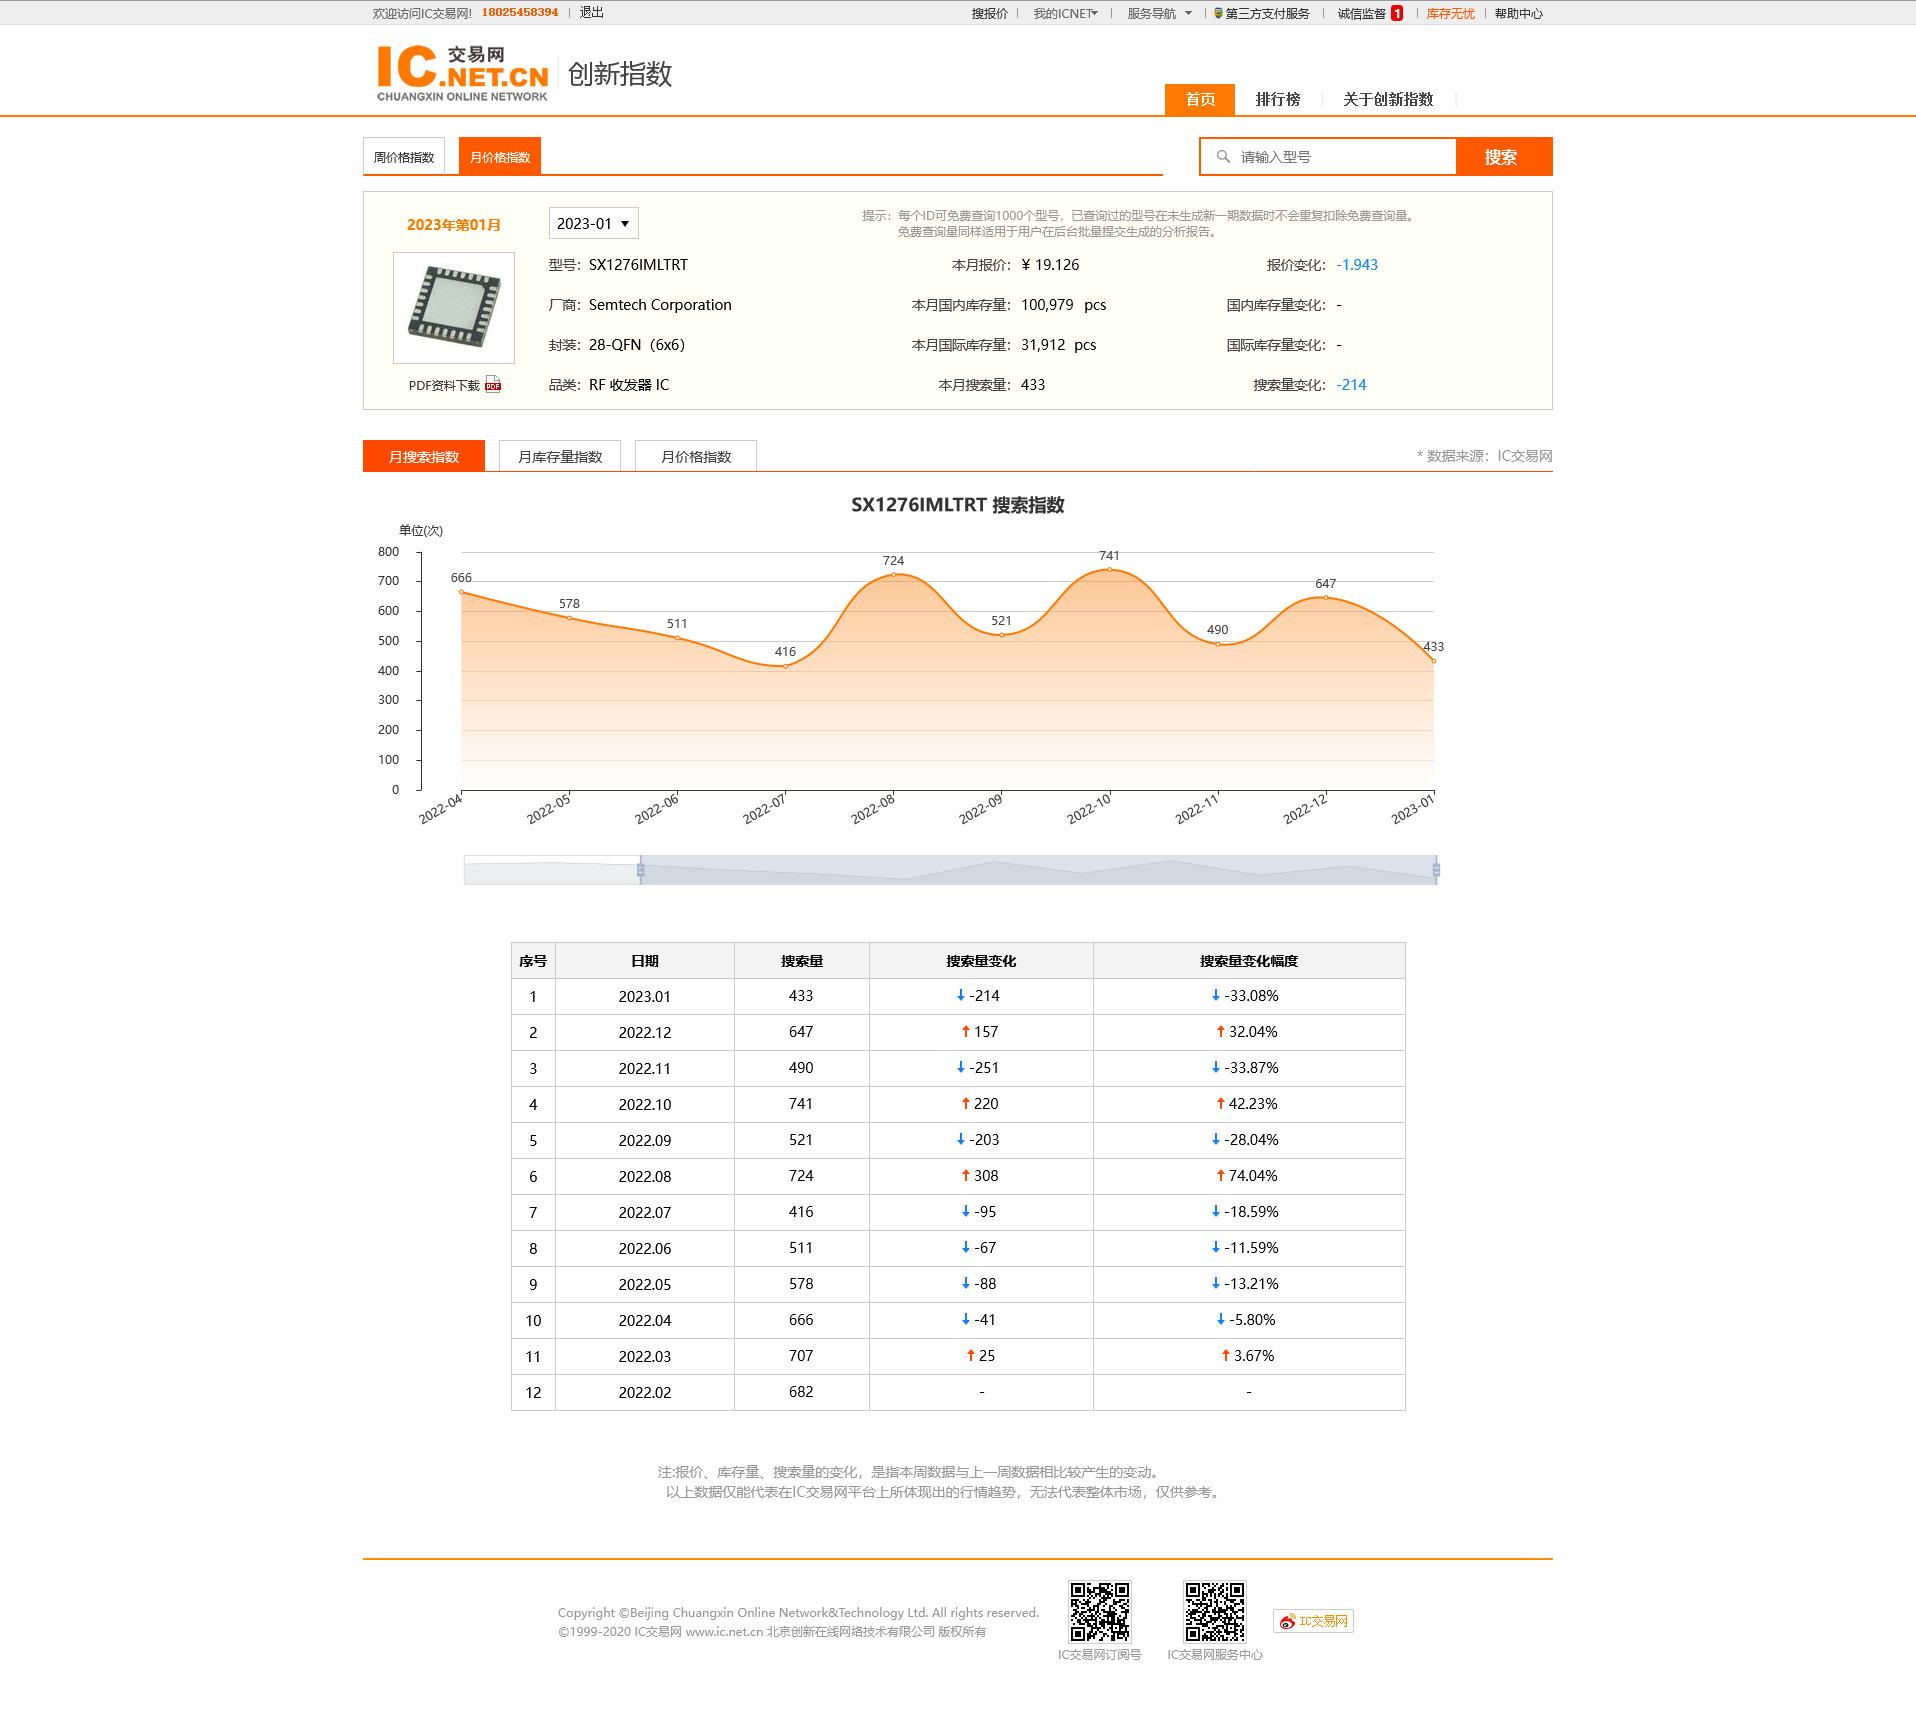 欢迎访问IC交易网! 18025458394 | 退出
搜报价 | 我的ICNET | 服务导航 | 第三方支付服务 | 诚信监督 1 | 库存无忧 | 帮助中心
IC.NET.CN 交易网
CHUANGXIN ONLINE NETWORK
创新指数
首页 排行榜 关于创新指数
周价格指数 月价格指数
请输入型号 搜索
2023年第01月
2023-01
提示：每个ID可免费查询1000个型号，已查询过的型号在未生成新一期数据时不会重复扣除免费查询量。
免费查询量同样适用于用户在后台批量提交生成的分析报告。
型号：SX1276IMLTRT 本月报价：¥ 19.126 报价变化：-1.943
厂商：Semtech Corporation 本月国内库存量：100,979 pcs 国内库存量变化：-
封装：28-QFN（6x6） 本月国际库存量：31,912 pcs 国际库存量变化：-
PDF资料下载 PDF
品类：RF 收发器 IC 本月搜索量：433 搜索量变化：-214
月搜索指数 月库存量指数 月价格指数
* 数据来源：IC交易网
SX1276IMLTRT 搜索指数
单位(次)
800
700
600
500
400
300
200
100
0
666 578 511 416 724 521 741 490 647 433
2022-04 2022-05 2022-06 2022-07 2022-08 2022-09 2022-10 2022-11 2022-12 2023-01
序号 日期 搜索量 搜索量变化 搜索量变化幅度
1 2023.01 433 ↓ -214 ↓ -33.08%
2 2022.12 647 ↑ 157 ↑ 32.04%
3 2022.11 490 ↓ -251 ↓ -33.87%
4 2022.10 741 ↑ 220 ↑ 42.23%
5 2022.09 521 ↓ -203 ↓ -28.04%
6 2022.08 724 ↑ 308 ↑ 74.04%
7 2022.07 416 ↓ -95 ↓ -18.59%
8 2022.06 511 ↓ -67 ↓ -11.59%
9 2022.05 578 ↓ -88 ↓ -13.21%
10 2022.04 666 ↓ -41 ↓ -5.80%
11 2022.03 707 ↑ 25 ↑ 3.67%
12 2022.02 682 - -
注:报价、库存量、搜索量的变化，是指本周数据与上一周数据相比较产生的变动。
以上数据仅能代表在IC交易网平台上所体现出的行情趋势，无法代表整体市场，仅供参考。
Copyright ©Beijing Chuangxin Online Network&Technology Ltd. All rights reserved.
©1999-2020 IC交易网 www.ic.net.cn 北京创新在线网络技术有限公司 版权所有
IC交易网订阅号
IC交易网服务中心
IC交易网